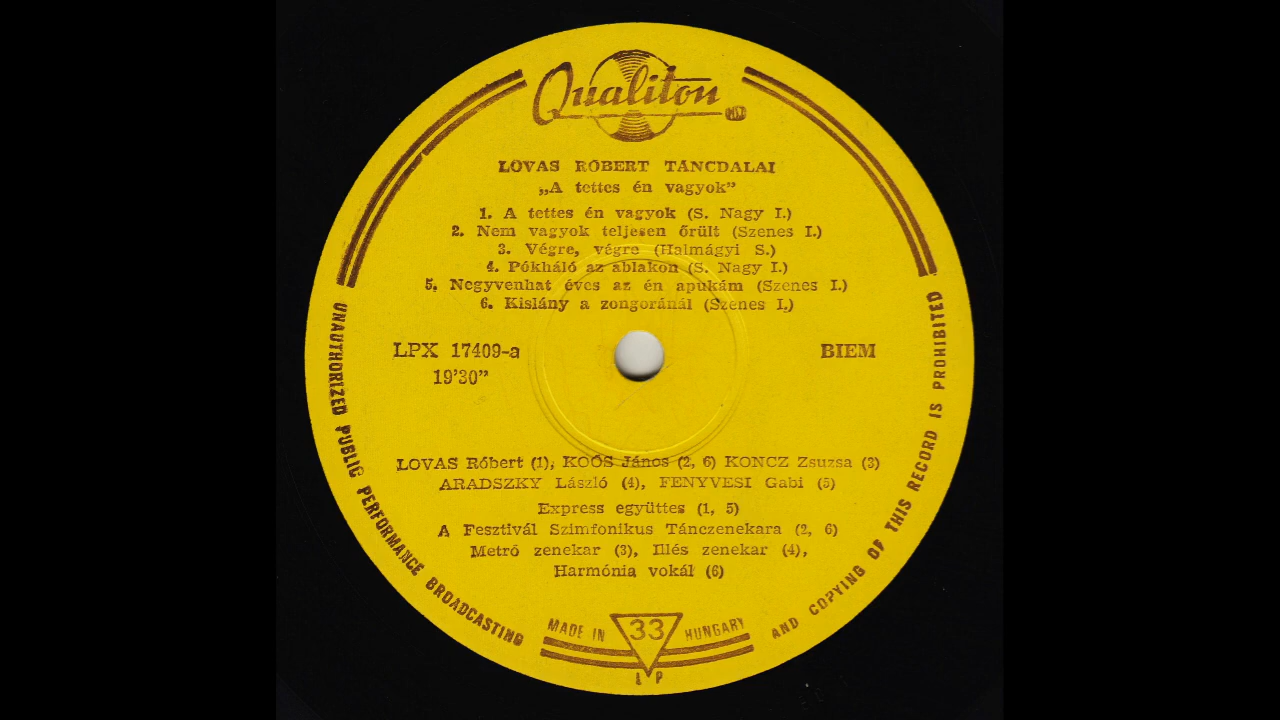 Qualiton
LOVAS RÓBERT TÁNCDALAI
„A tettes én vagyok”
1. A tettes én vagyok (S. Nagy I.)
2. Nem vagyok teljesen őrült (Szenes I.)
3. Végre, végre (Halmágyi S.)
4. Pókháló az ablakon (S. Nagy I.)
5. Negyvenhat éves az én apukám (Szenes I.)
6. Kislány a zongoránál (Szenes I.)
LPX 17409-a
BIEM
19’30”
LOVAS Róbert (1), KOÓS János (2, 6) KONCZ Zsuzsa (3)
ARADSZKY László (4), FENYVESI Gabi (5)
Express együttes (1, 5)
A Fesztivál Szimfonikus Tánczenekara (2, 6)
Metró zenekar (3), Illés zenekar (4),
Harmónia vokál (6)
UNAUTHORIZED PUBLIC PERFORMANCE BROADCASTING
AND COPYING OF THIS RECORD IS PROHIBITED
MADE IN 33 HUNGARY
LP